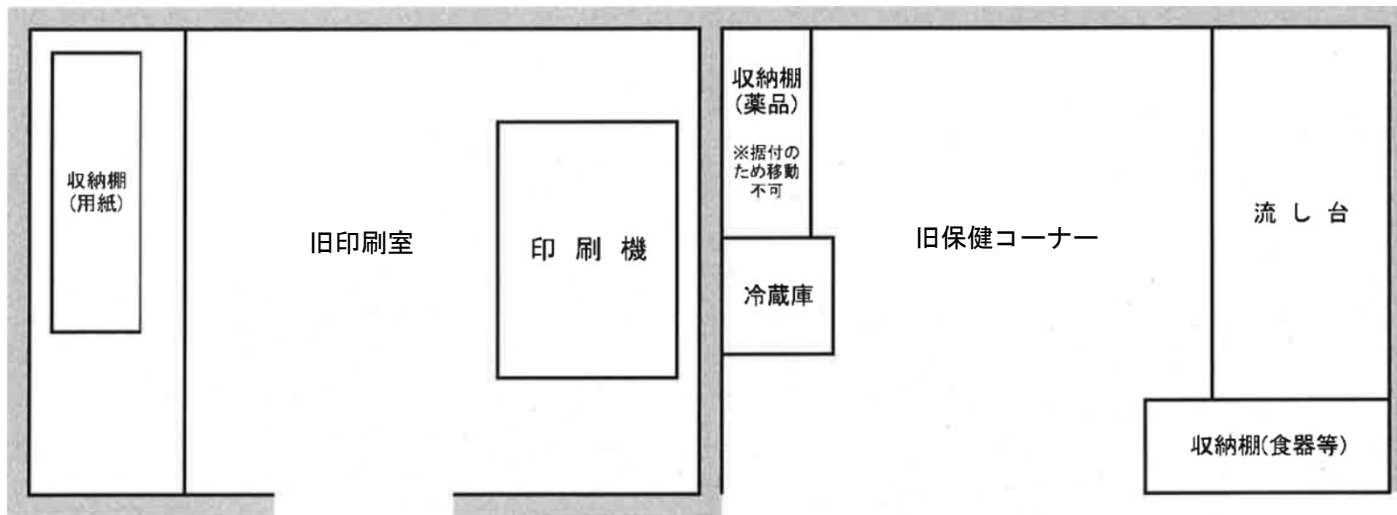 収納棚
(用紙)
旧印刷室
印刷機
収納棚
(薬品)
※据付の
ため移動
不可
冷蔵庫
旧保健コーナー
流し台
収納棚(食器等)